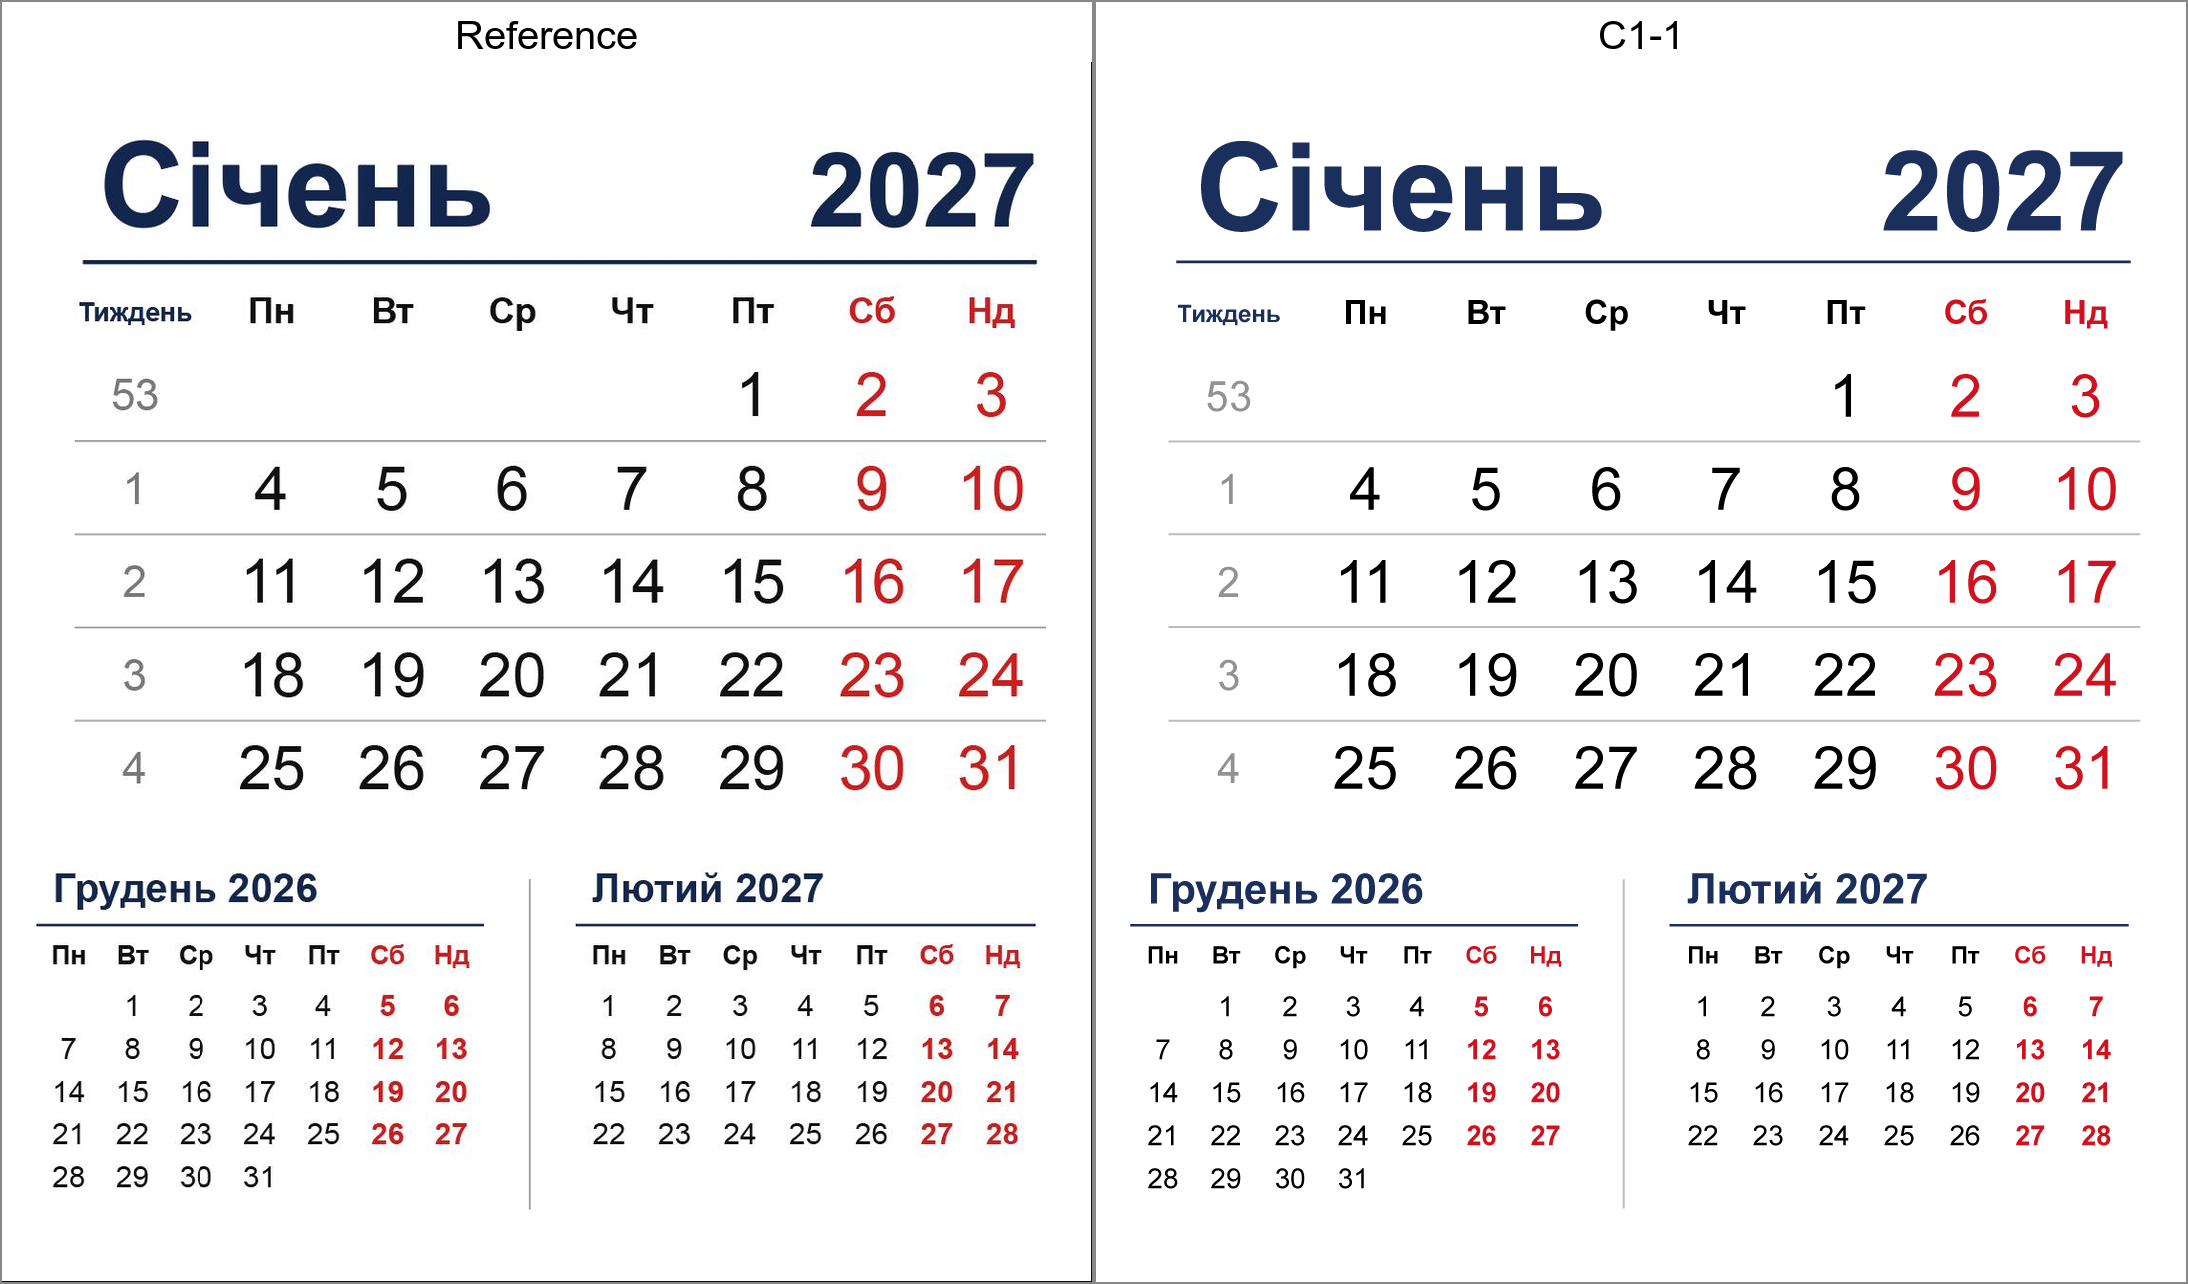 Reference
Січень 2027
Тиждень Пн Вт Ср Чт Пт Сб Нд
53 1 2 3
1 4 5 6 7 8 9 10
2 11 12 13 14 15 16 17
3 18 19 20 21 22 23 24
4 25 26 27 28 29 30 31
Грудень 2026
Пн Вт Ср Чт Пт Сб Нд
1 2 3 4 5 6
7 8 9 10 11 12 13
14 15 16 17 18 19 20
21 22 23 24 25 26 27
28 29 30 31
Лютий 2027
Пн Вт Ср Чт Пт Сб Нд
1 2 3 4 5 6 7
8 9 10 11 12 13 14
15 16 17 18 19 20 21
22 23 24 25 26 27 28
C1-1
Січень 2027
Тиждень Пн Вт Ср Чт Пт Сб Нд
53 1 2 3
1 4 5 6 7 8 9 10
2 11 12 13 14 15 16 17
3 18 19 20 21 22 23 24
4 25 26 27 28 29 30 31
Грудень 2026
Пн Вт Ср Чт Пт Сб Нд
1 2 3 4 5 6
7 8 9 10 11 12 13
14 15 16 17 18 19 20
21 22 23 24 25 26 27
28 29 30 31
Лютий 2027
Пн Вт Ср Чт Пт Сб Нд
1 2 3 4 5 6 7
8 9 10 11 12 13 14
15 16 17 18 19 20 21
22 23 24 25 26 27 28